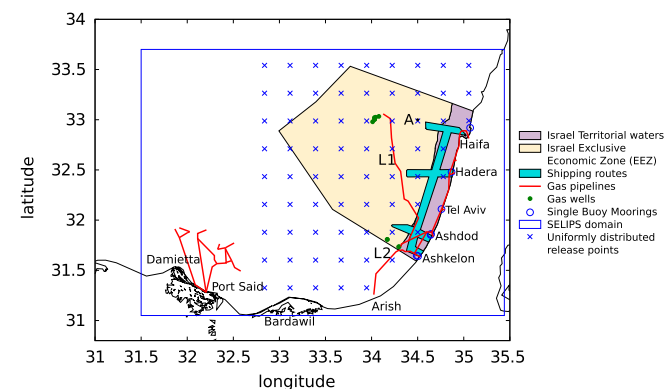 34
33.5
33
32.5
32
31.5
31
latitude
31
31.5
32
32.5
33
33.5
34
34.5
35
35.5
longitude
A
L1
L2
Haifa
Hadera
Tel Aviv
Ashdod
Ashkelon
Arish
Bardawil
Port Said
Damietta
Israel Territorial waters
Israel Exclusive
Economic Zone (EEZ)
Shipping routes
Gas pipelines
Gas wells
Single Buoy Moorings
SELIPS domain
Uniformly distributed
release points